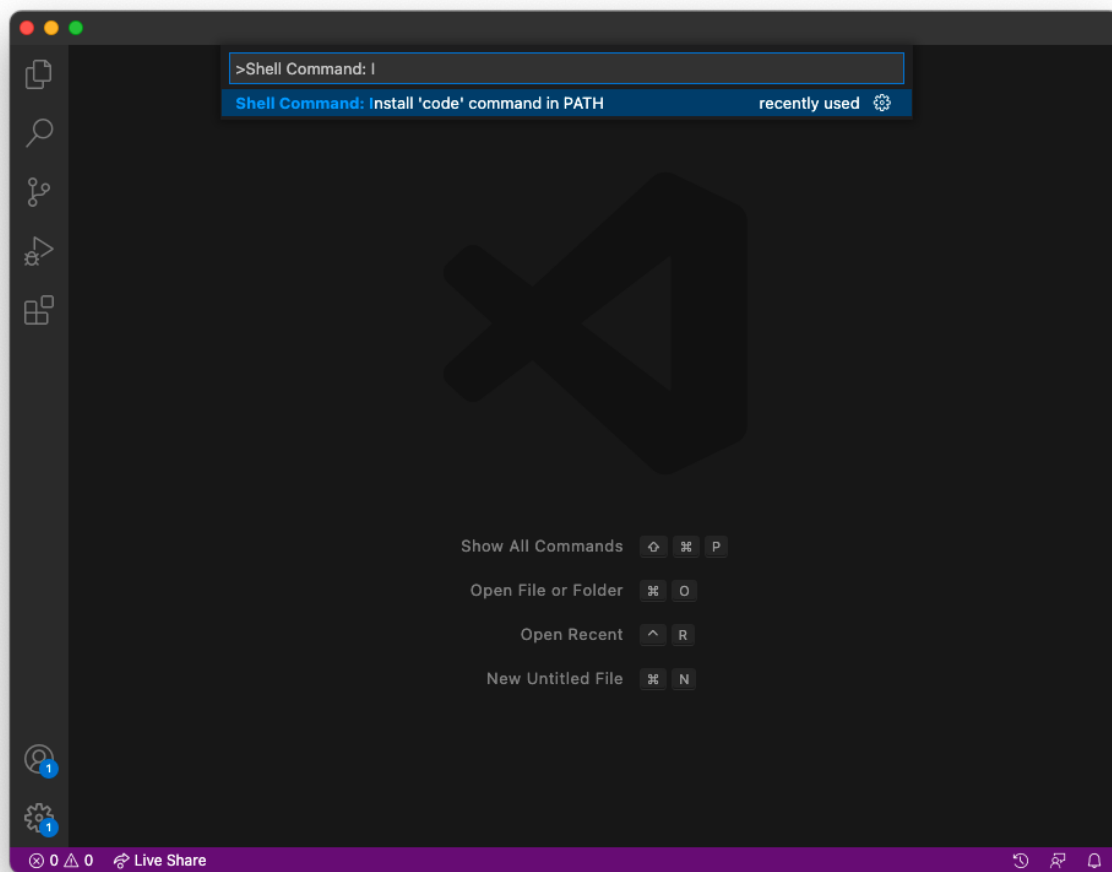 >Shell Command: I
Shell Command: Install 'code' command in PATH recently used
Show All Commands ⇧ ⌘ P
Open File or Folder ⌘ O
Open Recent ^ R
New Untitled File ⌘ N
1
1
0 0 Live Share